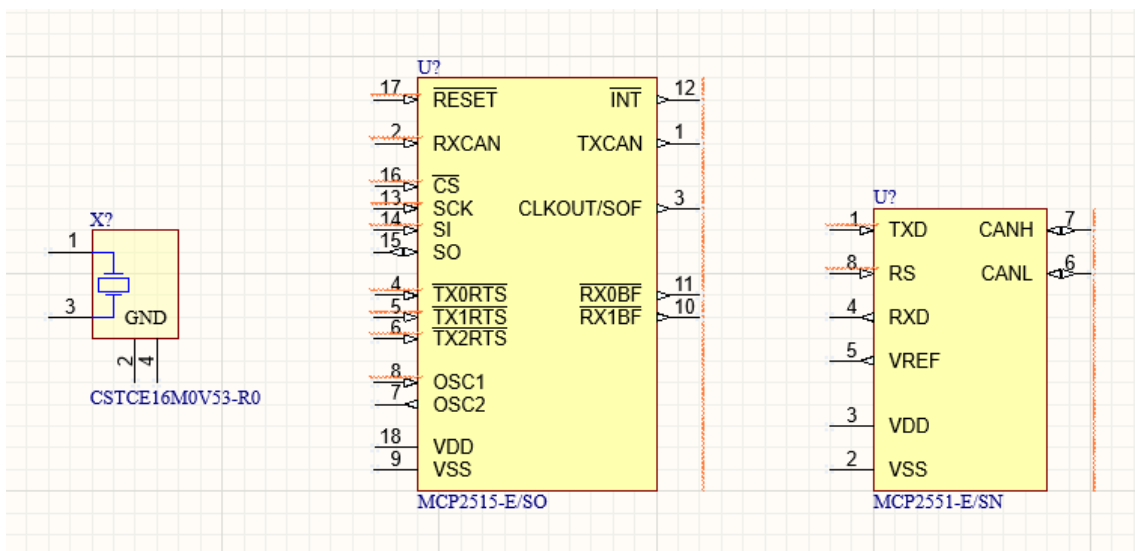 X?
1
3
GND
2
4
CSTCE16M0V53-R0
U?
17 RESET INT 12
2 RXCAN TXCAN 1
16 CS
13 SCK CLKOUT/SOF 3
14 SI
15 SO
4 TX0RTS RX0BF 11
5 TX1RTS RX1BF 10
6 TX2RTS
8 OSC1
7 OSC2
18 VDD
9 VSS
MCP2515-E/SO
U?
1 TXD CANH 7
8 RS CANL 6
4 RXD
5 VREF
3 VDD
2 VSS
MCP2551-E/SN